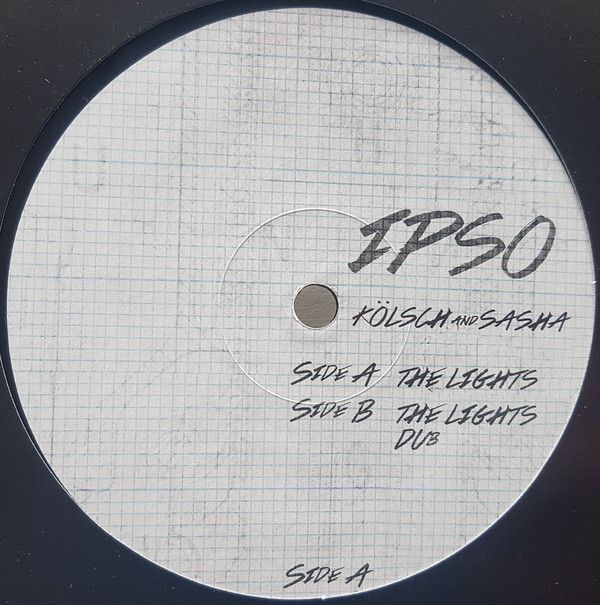 IPSO
KÖLSCH AND SASHA
SIDE A THE LIGHTS
SIDE B THE LIGHTS
DUB
SIDE A